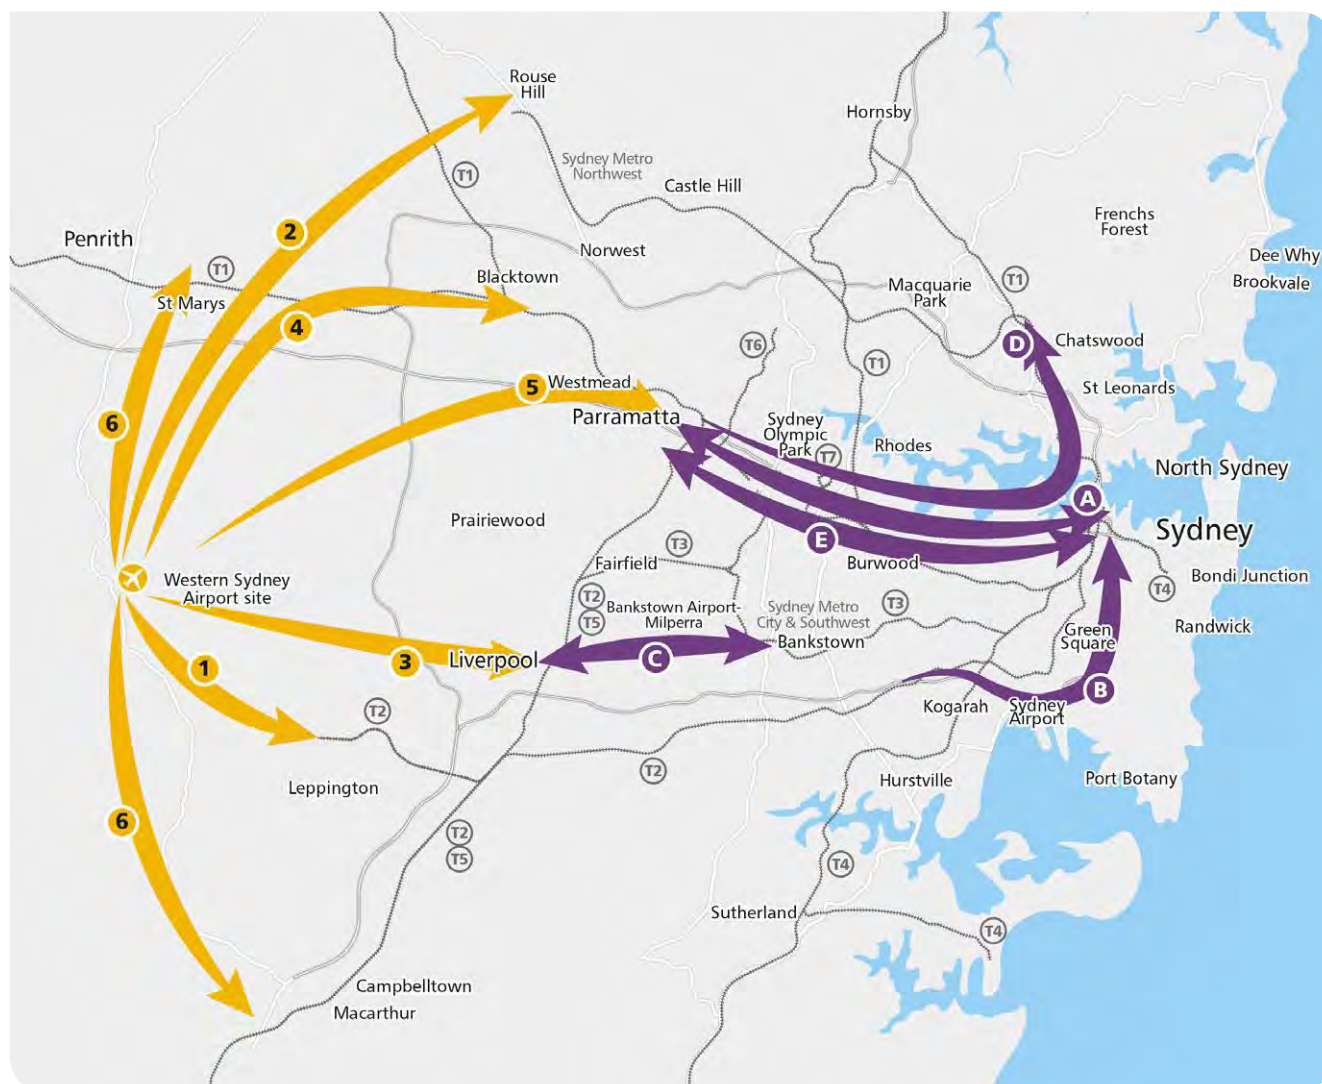 Rouse
Hill
Hornsby
T1
Sydney Metro
Northwest
Castle Hill
Frenchs
Forest
2
Penrith
Norwest
Dee Why
T1
Blacktown
T1
Brookvale
Macquarie
Park
St Marys
4
T6
D
Chatswood
T1
5
Westmead
St Leonards
6
Parramatta
Sydney
Olympic
Park
Rhodes
T7
North Sydney
A
Prairiewood
Sydney
E
T3
Fairfield
Burwood
Western Sydney
Airport site
T4
Bondi Junction
T2
Bankstown Airport-
Milperra
Sydney Metro
City & Southwest
T3
T5
Green
Square
Randwick
Bankstown
Liverpool
3
C
1
B
Kogarah
Sydney
Airport
T2
T2
Leppington
Hurstville
Port Botany
6
T2
T5
T4
Sutherland
T4
Campbelltown
Macarthur